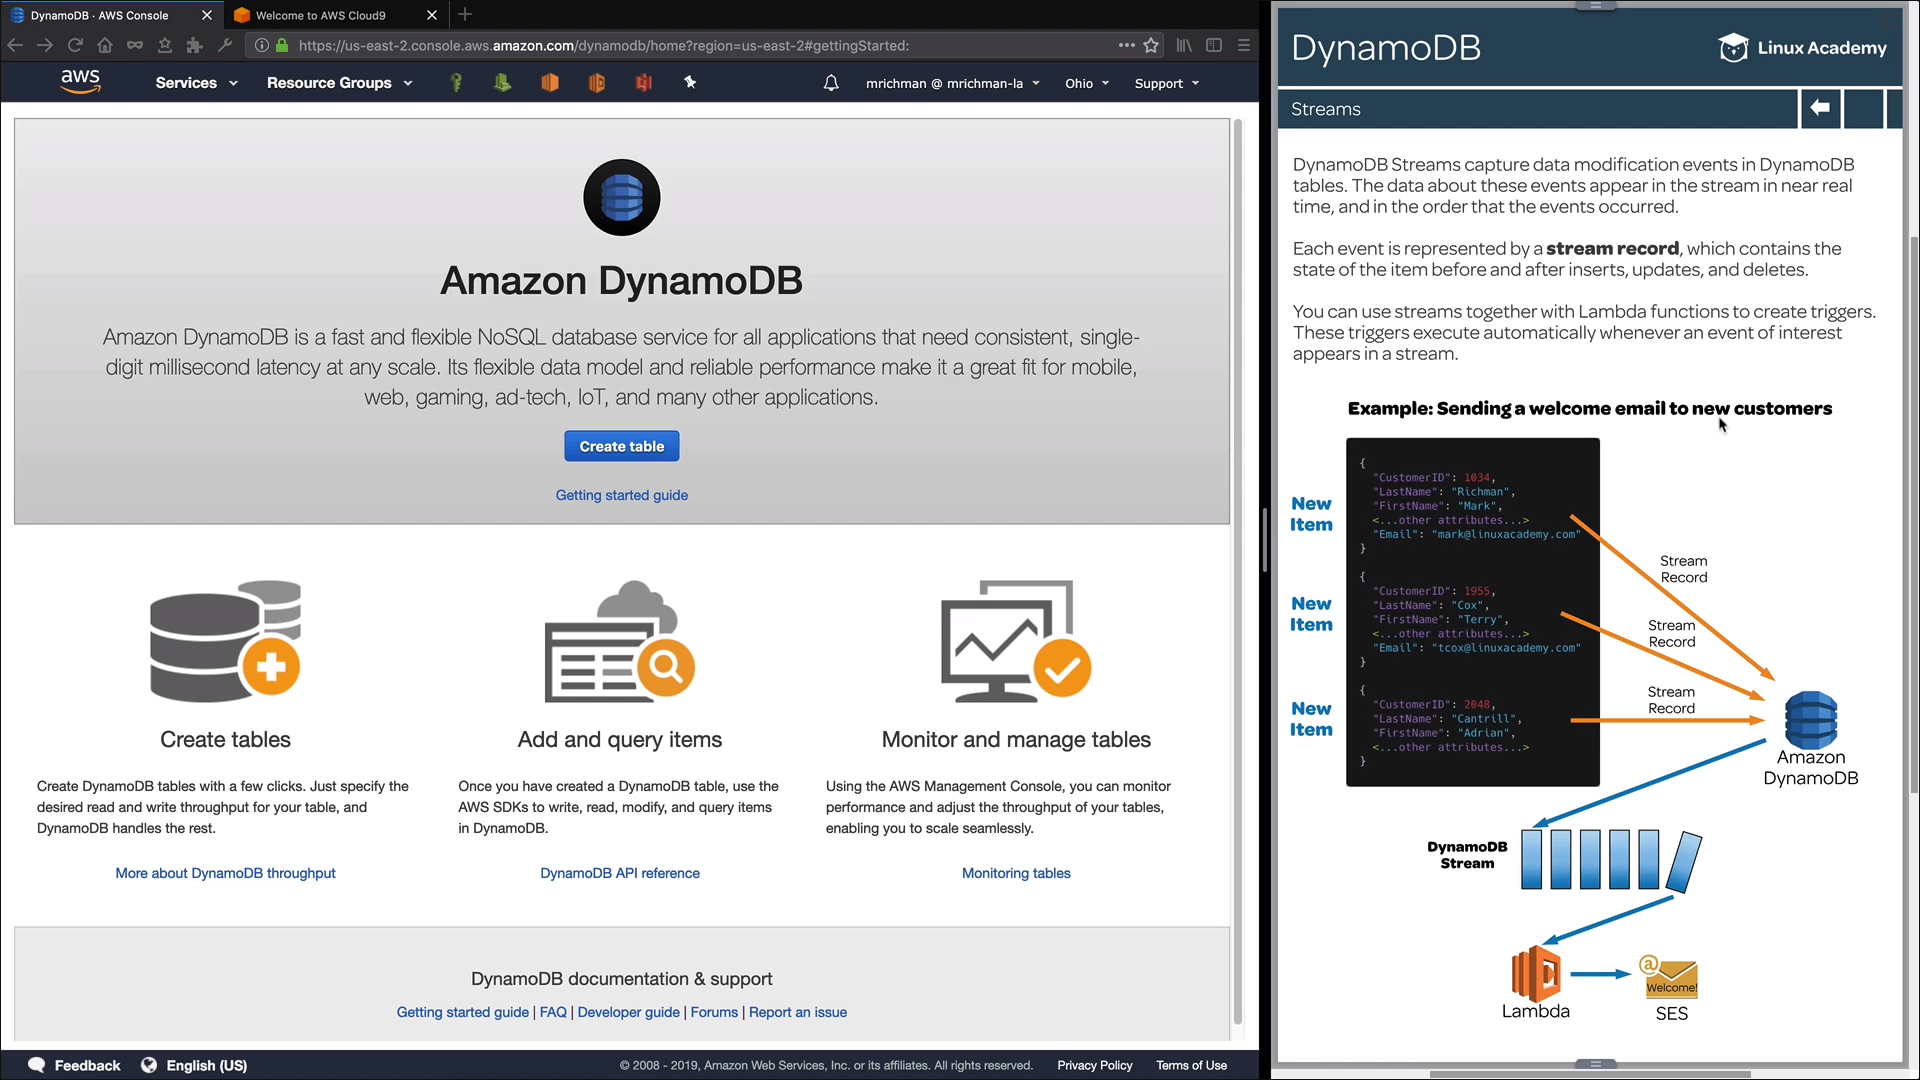 DynamoDB · AWS Console
Welcome to AWS Cloud9
https://us-east-2.console.aws.amazon.com/dynamodb/home?region=us-east-2#gettingStarted:
aws
Services
Resource Groups
mrichman @ mrichman-la
Ohio
Support
Amazon DynamoDB
Amazon DynamoDB is a fast and flexible NoSQL database service for all applications that need consistent, single-
digit millisecond latency at any scale. Its flexible data model and reliable performance make it a great fit for mobile,
web, gaming, ad-tech, IoT, and many other applications.
Create table
Getting started guide
Create tables
Create DynamoDB tables with a few clicks. Just specify the
desired read and write throughput for your table, and
DynamoDB handles the rest.
More about DynamoDB throughput
Add and query items
Once you have created a DynamoDB table, use the
AWS SDKs to write, read, modify, and query items
in DynamoDB.
DynamoDB API reference
Monitor and manage tables
Using the AWS Management Console, you can monitor
performance and adjust the throughput of your tables,
enabling you to scale seamlessly.
Monitoring tables
DynamoDB documentation & support
Getting started guide | FAQ | Developer guide | Forums | Report an issue
Feedback
English (US)
© 2008 - 2019, Amazon Web Services, Inc. or its affiliates. All rights reserved.
Privacy Policy
Terms of Use
DynamoDB
Linux Academy
Streams
DynamoDB Streams capture data modification events in DynamoDB
tables. The data about these events appear in the stream in near real
time, and in the order that the events occurred.
Each event is represented by a stream record, which contains the
state of the item before and after inserts, updates, and deletes.
You can use streams together with Lambda functions to create triggers.
These triggers execute automatically whenever an event of interest
appears in a stream.
Example: Sending a welcome email to new customers
New
Item
{
"CustomerID": 1034,
"LastName": "Richman",
"FirstName": "Mark",
<...other attributes...>
"Email": "mark@linuxacademy.com"
}
Stream
Record
New
Item
{
"CustomerID": 1955,
"LastName": "Cox",
"FirstName": "Terry",
<...other attributes...>
"Email": "tcox@linuxacademy.com"
}
Stream
Record
New
Item
{
"CustomerID": 2048,
"LastName": "Cantrill",
"FirstName": "Adrian",
<...other attributes...>
}
Stream
Record
Amazon
DynamoDB
DynamoDB
Stream
Lambda
@
Welcome!
SES